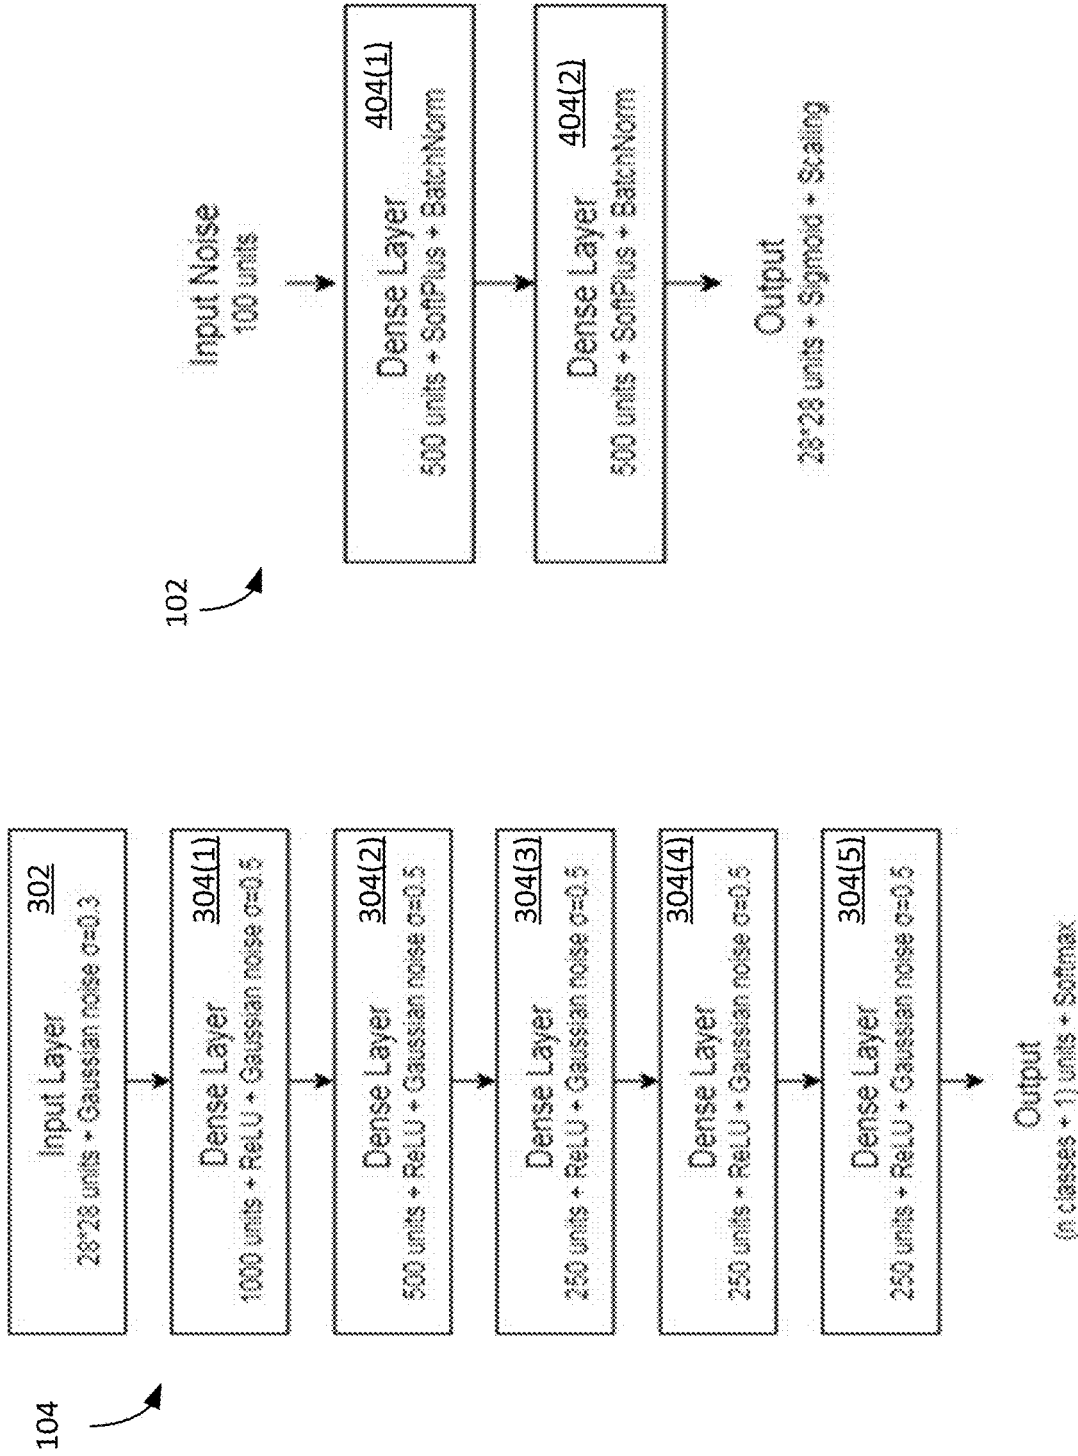 104
Input Layer
302
28*28 units + Gaussian noise σ=0.3
Dense Layer
304(1)
1000 units + ReLU + Gaussian noise σ=0.5
Dense Layer
304(2)
500 units + ReLU + Gaussian noise σ=0.5
Dense Layer
304(3)
250 units + ReLU + Gaussian noise σ=0.5
Dense Layer
304(4)
250 units + ReLU + Gaussian noise σ=0.5
Dense Layer
304(5)
250 units + ReLU + Gaussian noise σ=0.5
Output
(n classes + 1) units + Softmax
102
Input Noise
100 units
Dense Layer
404(1)
500 units + SoftPlus + BatchNorm
Dense Layer
404(2)
500 units + SoftPlus + BatchNorm
Output
28*28 units + Sigmoid + Scaling